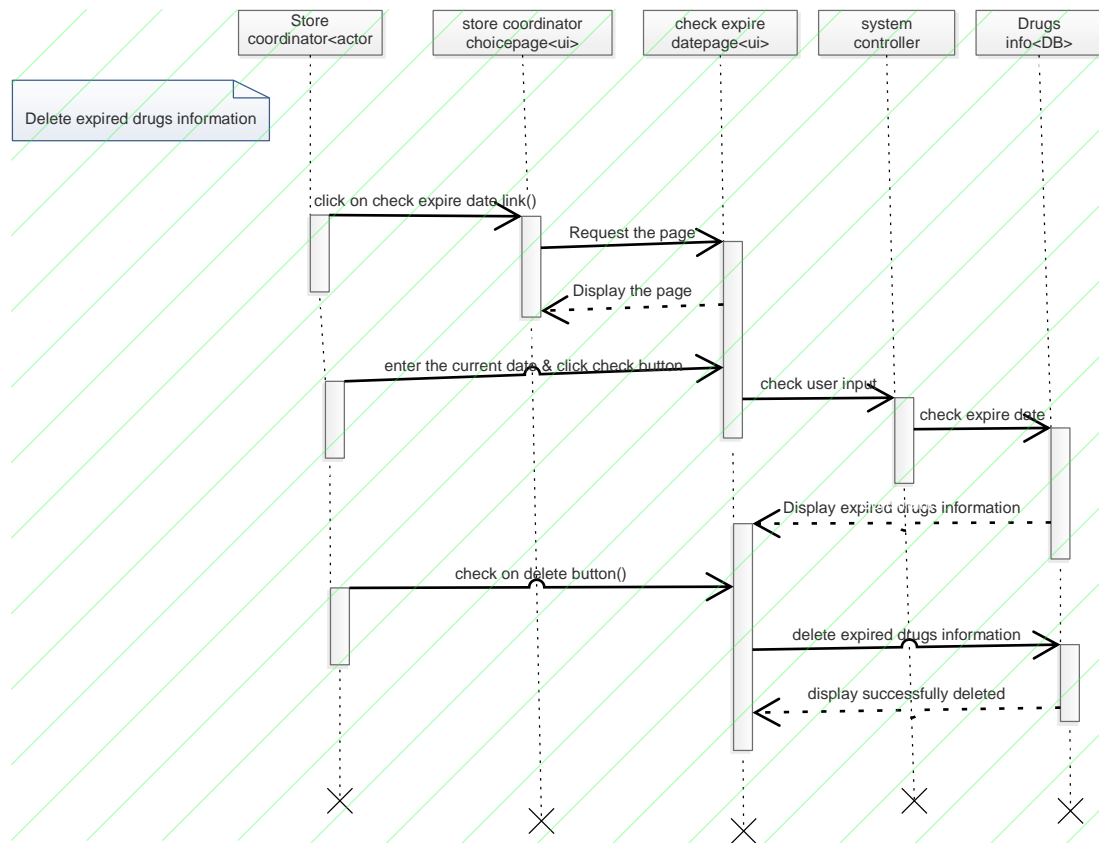 Store
coordinator<actor
store coordinator
choicepage<ui>
check expire
datepage<ui>
system
controller
Drugs
info<DB>
Delete expired drugs information
click on check expire date link()
Request the page
Display the page
enter the current date & click check button
check user input
check expire date
Display expired drugs information
check on delete button()
delete expired drugs information
display successfully deleted